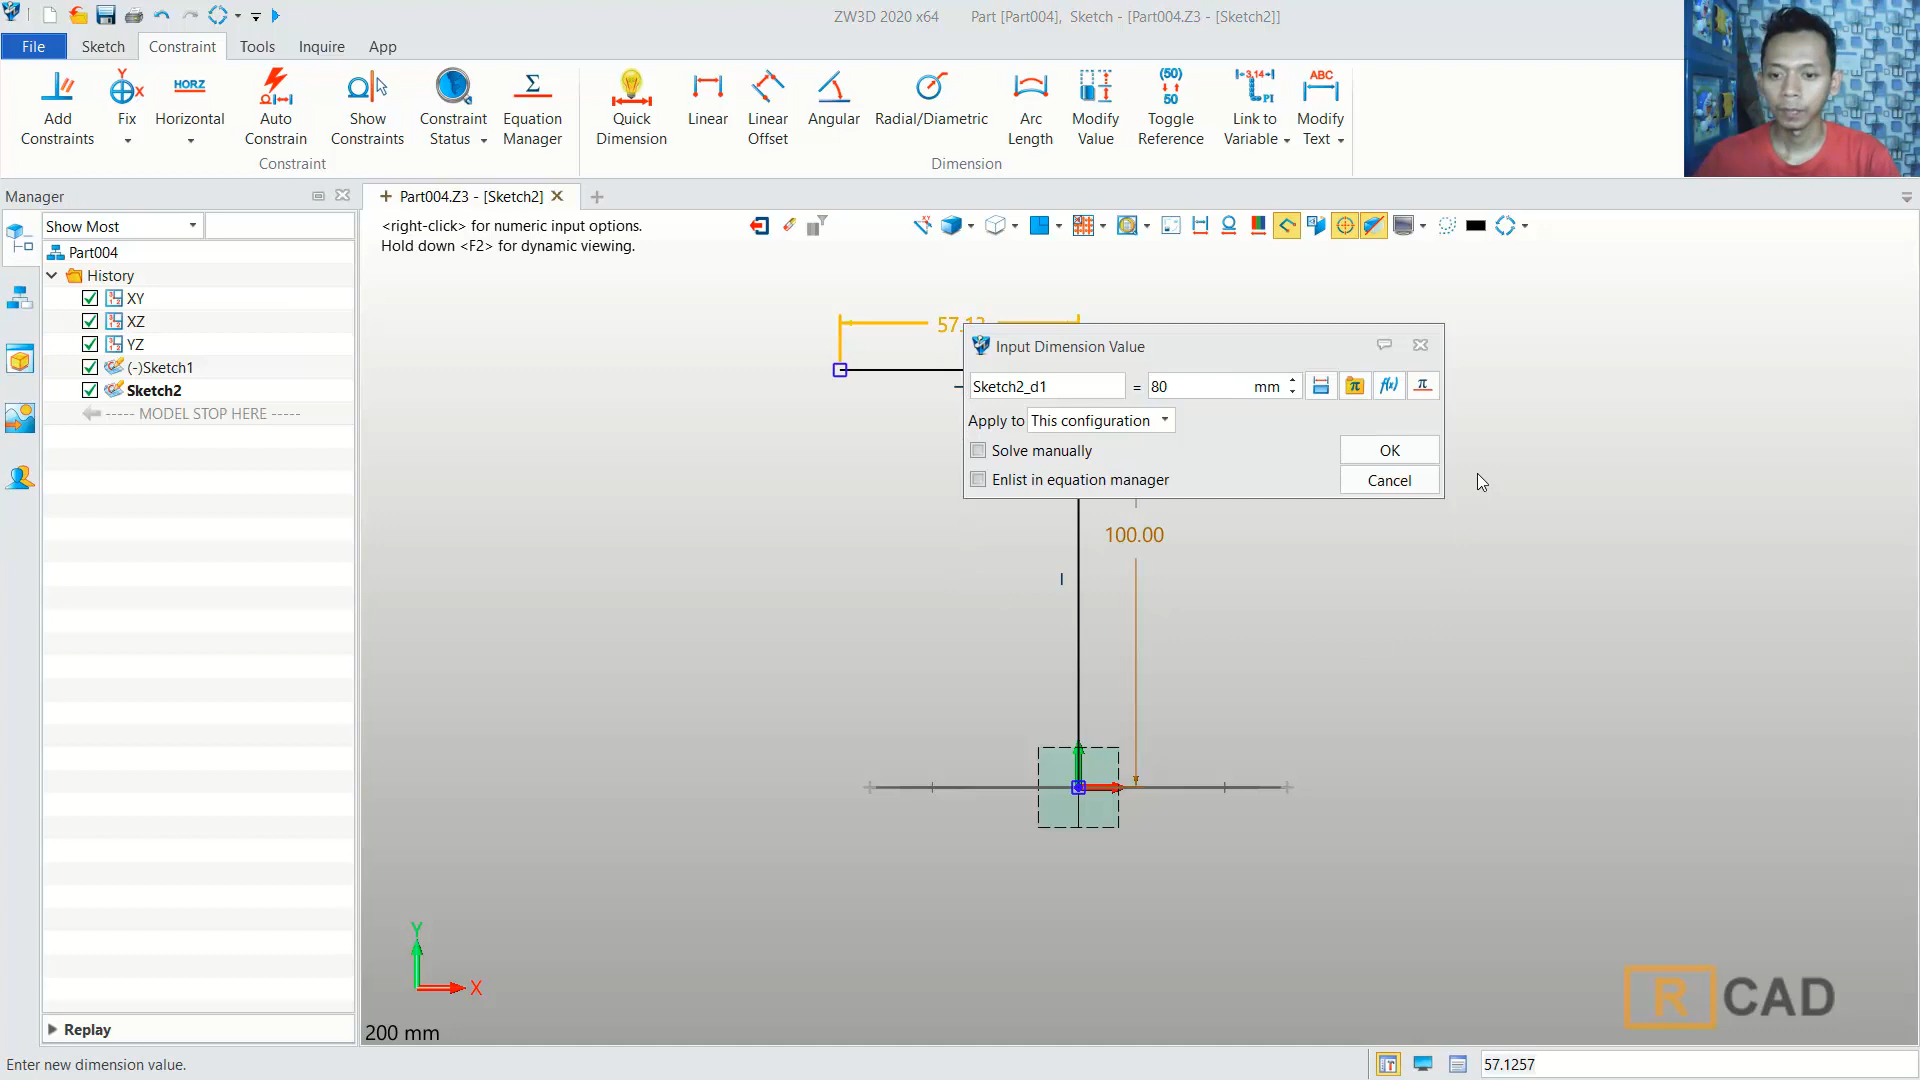 ZW3D 2020 x64 Part [Part004], Sketch - [Part004.Z3 - [Sketch2]]
File Sketch Constraint Tools Inquire App
Add Constraints
Fix
Horizontal
Auto Constrain
Show Constraints
Constraint Status
Equation Manager
Quick Dimension
Linear
Linear Offset
Angular
Radial/Diametric
Arc Length
Modify Value
Toggle Reference
Link to Variable
Modify Text
HORZ
(50)
50
3.14
PI
ABC
Constraint
Dimension
Manager
Part004.Z3 - [Sketch2]
Show Most
<right-click> for numeric input options.
Hold down <F2> for dynamic viewing.
Part004
History
XY
XZ
YZ
(-)Sketch1
Sketch2
----- MODEL STOP HERE -----
Input Dimension Value
Sketch2_d1 = 80 mm
Apply to This configuration
Solve manually
OK
Enlist in equation manager
Cancel
100.00
Y
X
200 mm
R CAD
Replay
Enter new dimension value.
57.1257